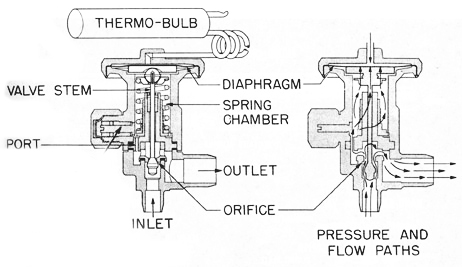 THERMO-BULB
VALVE STEM
DIAPHRAGM
SPRING
CHAMBER
PORT
OUTLET
ORIFICE
INLET
PRESSURE AND
FLOW PATHS